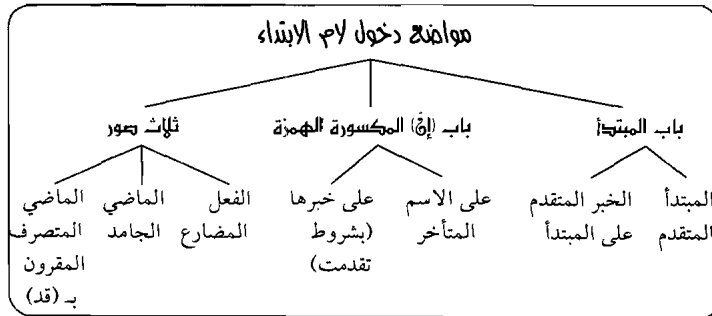 مواضع دخول لام الابتداء
باب المبتدأ
باب (إنّ) المكسورة الهمزة
ثلاث صور
المبتدأ
المتقدم
الخبر المتقدم
على المبتدأ
على الاسم
المتأخر
على خبرها
(بشروط
تقدمت)
الفعل
المضارع
الماضي
الجامد
الماضي
المتصرف
المقرون
بـ (قد)